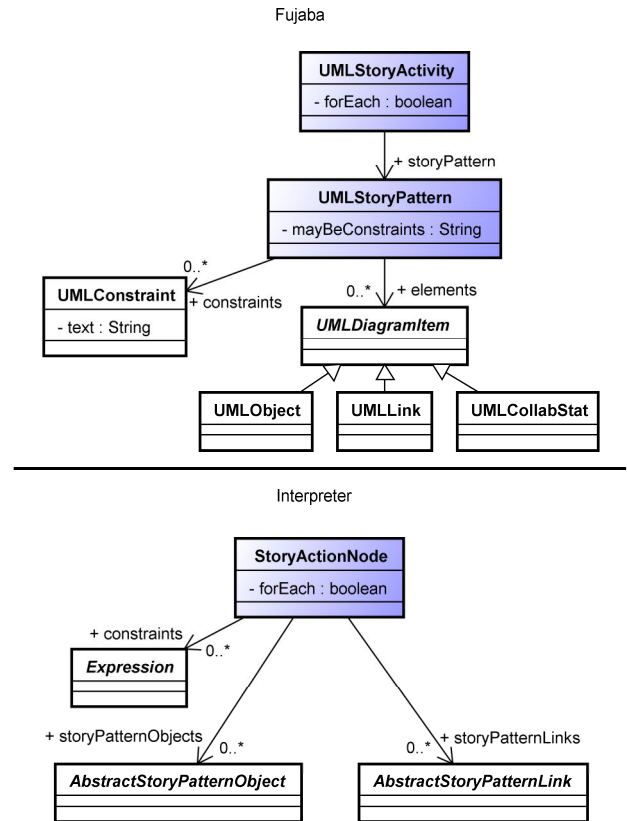 Fujaba
UMLStoryActivity
- forEach : boolean
+ storyPattern
UMLStoryPattern
- mayBeConstraints : String
0..*
+ constraints
0..*
+ elements
UMLConstraint
- text : String
UMLDiagramItem
UMLObject
UMLLink
UMLCollabStat
Interpreter
StoryActionNode
- forEach : boolean
+ constraints
0..*
Expression
+ storyPatternObjects
0..*
0..*
+ storyPatternLinks
AbstractStoryPatternObject
AbstractStoryPatternLink